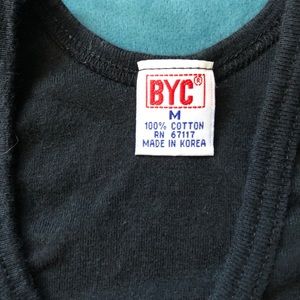 BYC®
M
100% COTTON
RN 67117
MADE IN KOREA